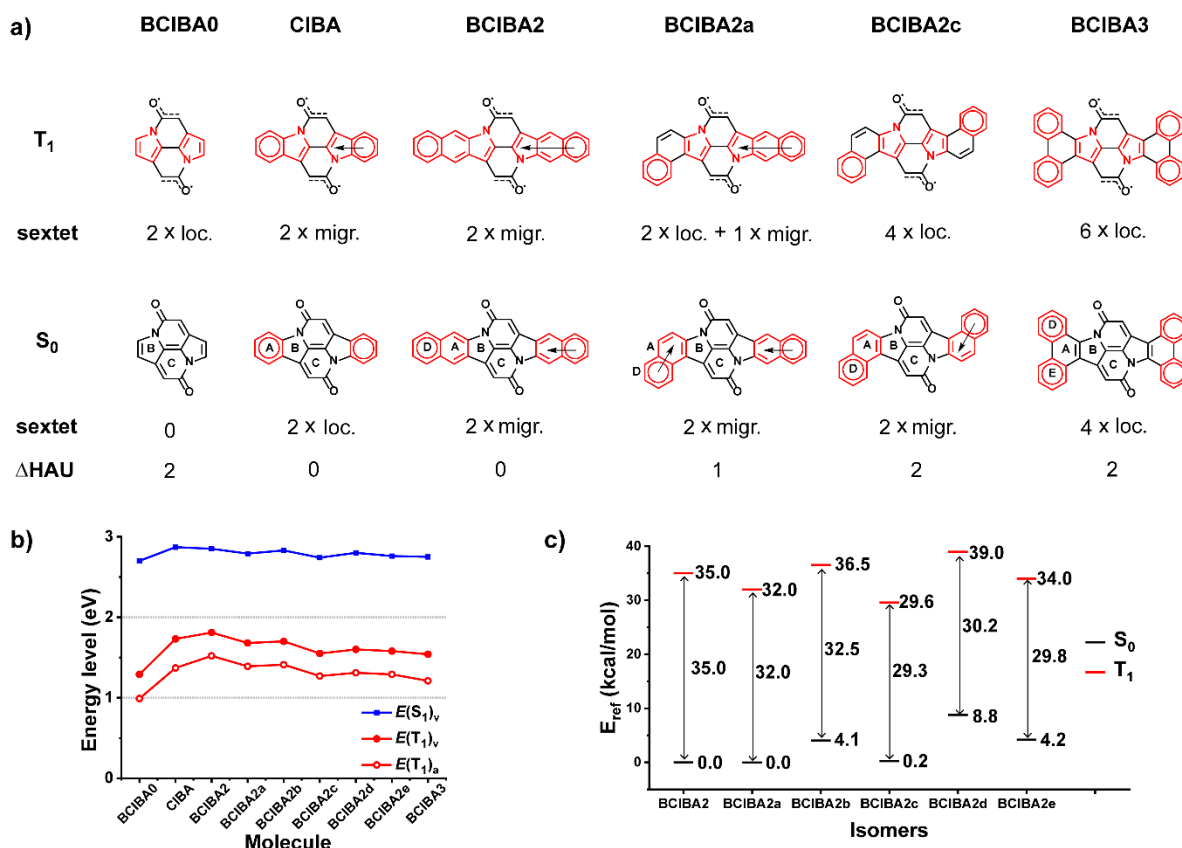 a) BCIBA0 CIBA BCIBA2 BCIBA2a BCIBA2c BCIBA3
T1
O• O• O• O• O• O•
N N N N N N
N N N N N N
O• O• O• O• O• O•
sextet 2 x loc. 2 x migr. 2 x migr. 2 x loc. + 1 x migr. 4 x loc. 6 x loc.
S0
O O O O O O
B N C N
O
A B N C N
O
D A B N C N
O
A D B N C N
O
A D B N C N
O
D A E B N C N
O
sextet 0 2 x loc. 2 x migr. 2 x migr. 2 x migr. 4 x loc.
ΔHAU 2 0 0 1 2 2
b)
Energy level (eV)
3
2
1
0
E(S1)v
E(T1)v
E(T1)a
BCIBA0 CIBA BCIBA2 BCIBA2a BCIBA2b BCIBA2c BCIBA2d BCIBA2e BCIBA3
Molecule
c)
Eref (kcal/mol)
40
30
20
10
0
35.0 32.0 36.5 29.6 39.0 34.0
35.0 32.0 32.5 29.3 30.2 29.8
0.0 0.0 4.1 0.2 8.8 4.2
S0
T1
BCIBA2 BCIBA2a BCIBA2b BCIBA2c BCIBA2d BCIBA2e
Isomers